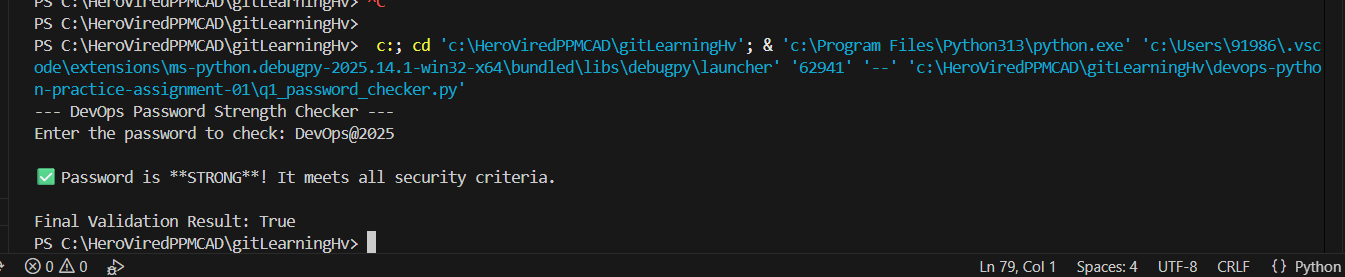 PS C:\HeroViredPPMCAD\gitLearningHv> ^C
PS C:\HeroViredPPMCAD\gitLearningHv>
PS C:\HeroViredPPMCAD\gitLearningHv>  c:; cd 'c:\HeroViredPPMCAD\gitLearningHv'; & 'c:\Program Files\Python313\python.exe' 'c:\Users\91986\.vsc
ode\extensions\ms-python.debugpy-2025.14.1-win32-x64\bundled\libs\debugpy\launcher' '62941' '--' 'c:\HeroViredPPMCAD\gitLearningHv\devops-pytho
n-practice-assignment-01\q1_password_checker.py'
--- DevOps Password Strength Checker ---
Enter the password to check: DevOps@2025
✅ Password is **STRONG**! It meets all security criteria.
Final Validation Result: True
PS C:\HeroViredPPMCAD\gitLearningHv>
0 0 Ln 79, Col 1 Spaces: 4 UTF-8 CRLF {} Python